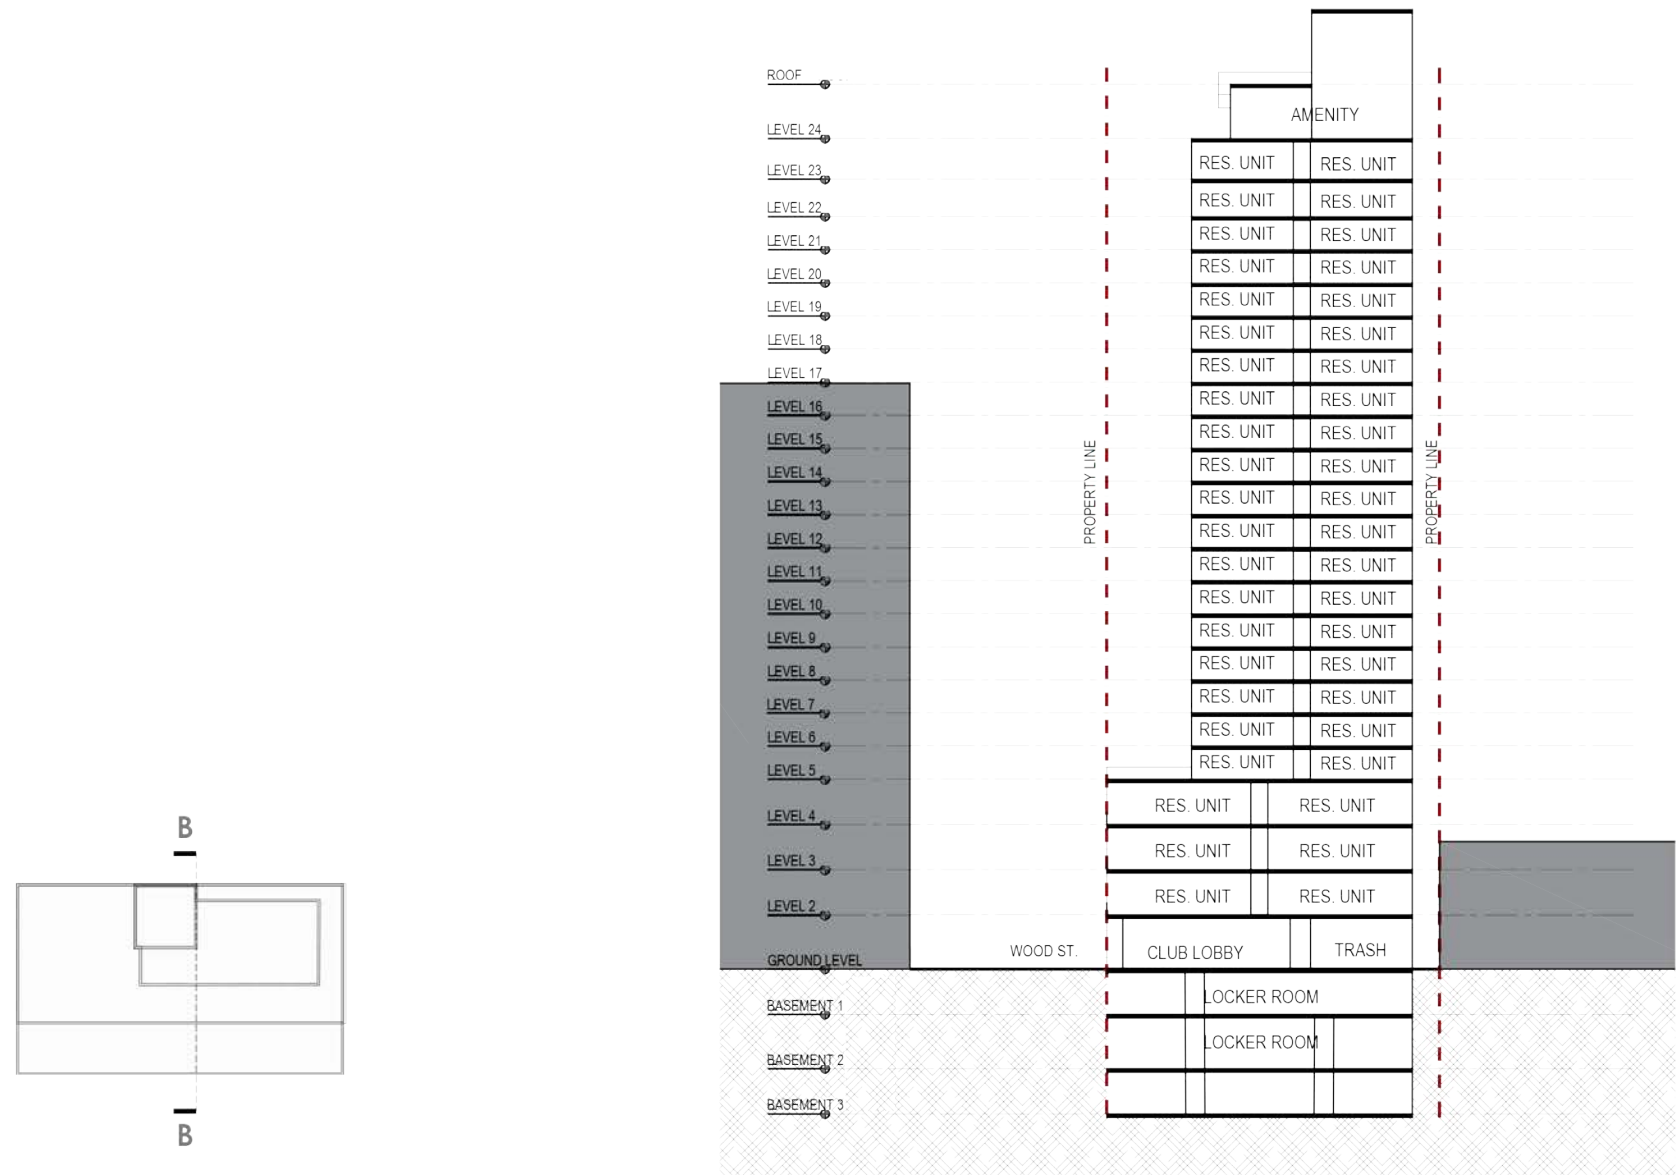 ROOF
AMENITY
LEVEL 24
RES. UNIT RES. UNIT
LEVEL 23
RES. UNIT RES. UNIT
LEVEL 22
RES. UNIT RES. UNIT
LEVEL 21
RES. UNIT RES. UNIT
LEVEL 20
RES. UNIT RES. UNIT
LEVEL 19
RES. UNIT RES. UNIT
LEVEL 18
RES. UNIT RES. UNIT
LEVEL 17
RES. UNIT RES. UNIT
LEVEL 16
RES. UNIT RES. UNIT
LEVEL 15
RES. UNIT RES. UNIT
LEVEL 14
RES. UNIT RES. UNIT
LEVEL 13
RES. UNIT RES. UNIT
LEVEL 12
RES. UNIT RES. UNIT
LEVEL 11
RES. UNIT RES. UNIT
LEVEL 10
RES. UNIT RES. UNIT
LEVEL 9
RES. UNIT RES. UNIT
LEVEL 8
RES. UNIT RES. UNIT
LEVEL 7
RES. UNIT RES. UNIT
LEVEL 6
RES. UNIT RES. UNIT
LEVEL 5
RES. UNIT RES. UNIT
LEVEL 4
RES. UNIT RES. UNIT
LEVEL 3
RES. UNIT RES. UNIT
LEVEL 2
PROPERTY LINE
PROPERTY LINE
WOOD ST.
CLUB LOBBY
TRASH
GROUND LEVEL
LOCKER ROOM
BASEMENT 1
LOCKER ROOM
BASEMENT 2
BASEMENT 3
B
B